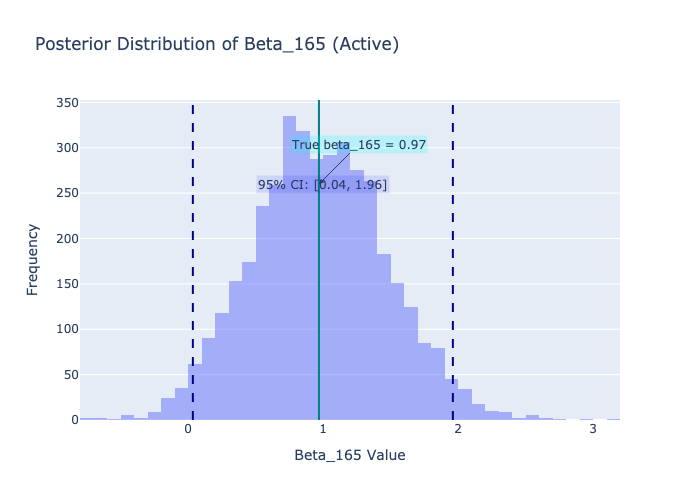 Posterior Distribution of Beta_165 (Active)
350
300
250
200
150
100
50
0
True beta_165 = 0.97
95% CI: [0.04, 1.96]
Frequency
0
1
2
3
Beta_165 Value